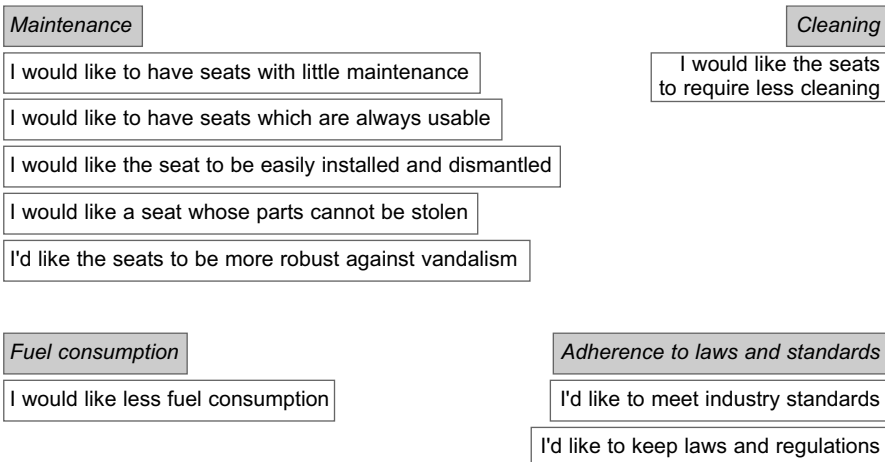 Maintenance
I would like to have seats with little maintenance
I would like to have seats which are always usable
I would like the seat to be easily installed and dismantled
I would like a seat whose parts cannot be stolen
I'd like the seats to be more robust against vandalism
Cleaning
I would like the seats
to require less cleaning
Fuel consumption
I would like less fuel consumption
Adherence to laws and standards
I'd like to meet industry standards
I'd like to keep laws and regulations